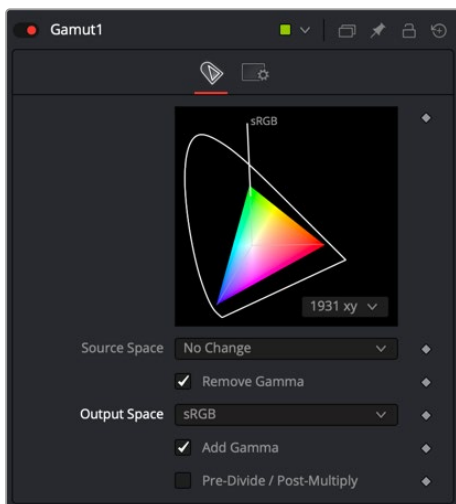 Gamut1
sRGB
1931 xy
Source Space No Change
Remove Gamma
Output Space sRGB
Add Gamma
Pre-Divide / Post-Multiply